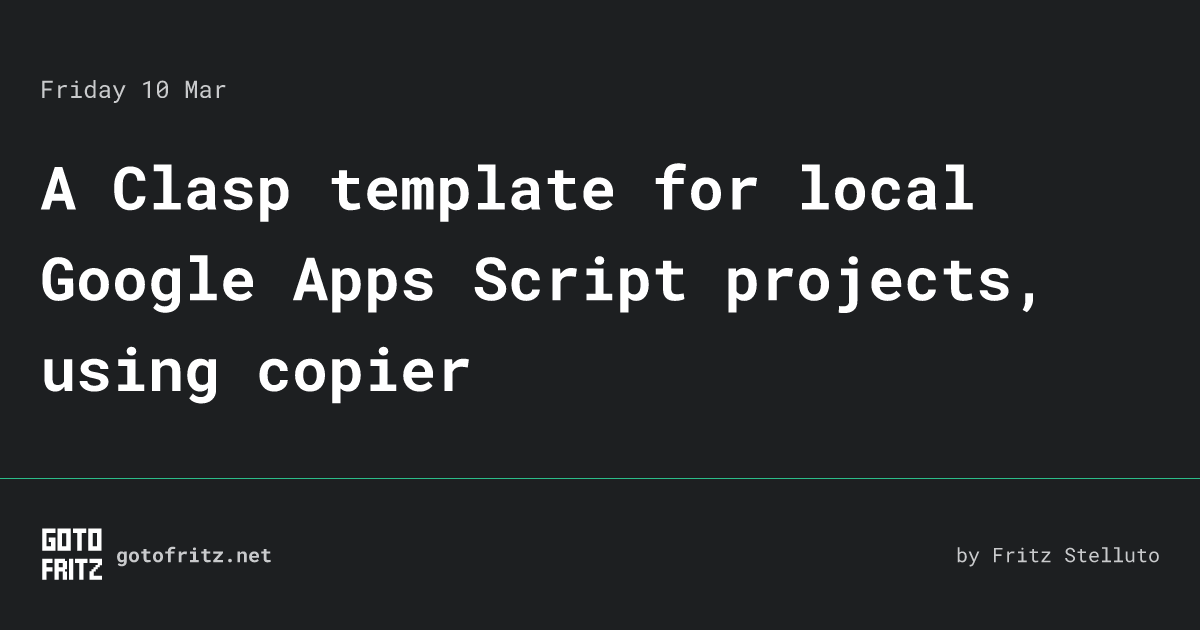 Friday 10 Mar
A Clasp template for local
Google Apps Script projects,
using copier
GOTO
FRITZ
gotofritz.net
by Fritz Stelluto